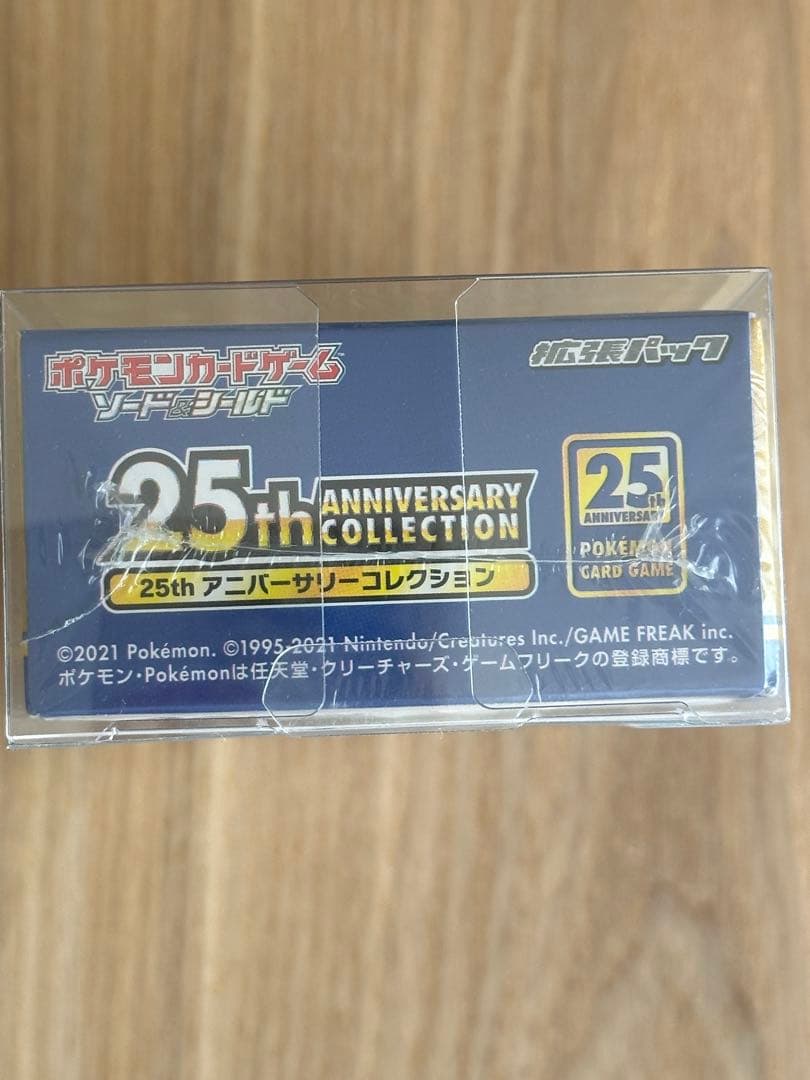 ポケモンカードゲーム
ソード&シールド
拡張パック
25th ANNIVERSARY COLLECTION
25th アニバーサリーコレクション
25th
ANNIVERSARY
POKÉMON
CARD GAME
©2021 Pokémon. ©1995-2021 Nintendo/Creatures Inc./GAME FREAK inc.
ポケモン・Pokémonは任天堂・クリーチャーズ・ゲームフリークの登録商標です。